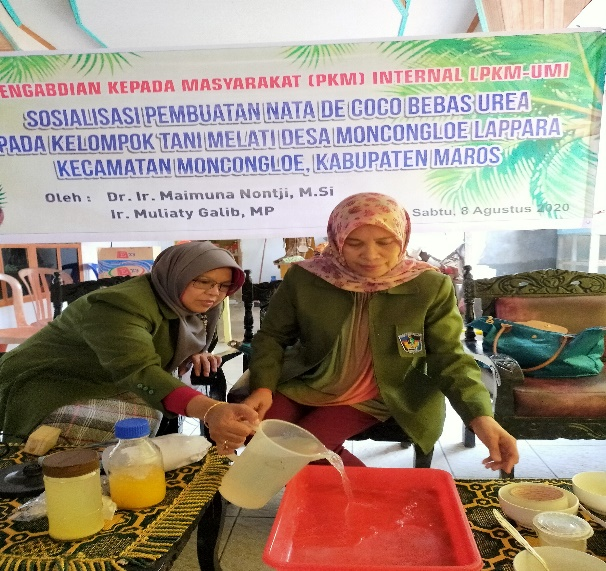 ENGABDIAN KEPADA MASYARAKAT (PKM) INTERNAL LPKM-UMI
SOSIALISASI PEMBUATAN NATA DE COCO BEBAS UREA
PADA KELOMPOK TANI MELATI DESA MONCONGLOE LAPPARA
KECAMATAN MONCONGLOE, KABUPATEN MAROS
Oleh : Dr. Ir. Maimuna Nontji, M.Si
Ir. Muliaty Galib, MP
Sabtu, 8 Agustus 2020